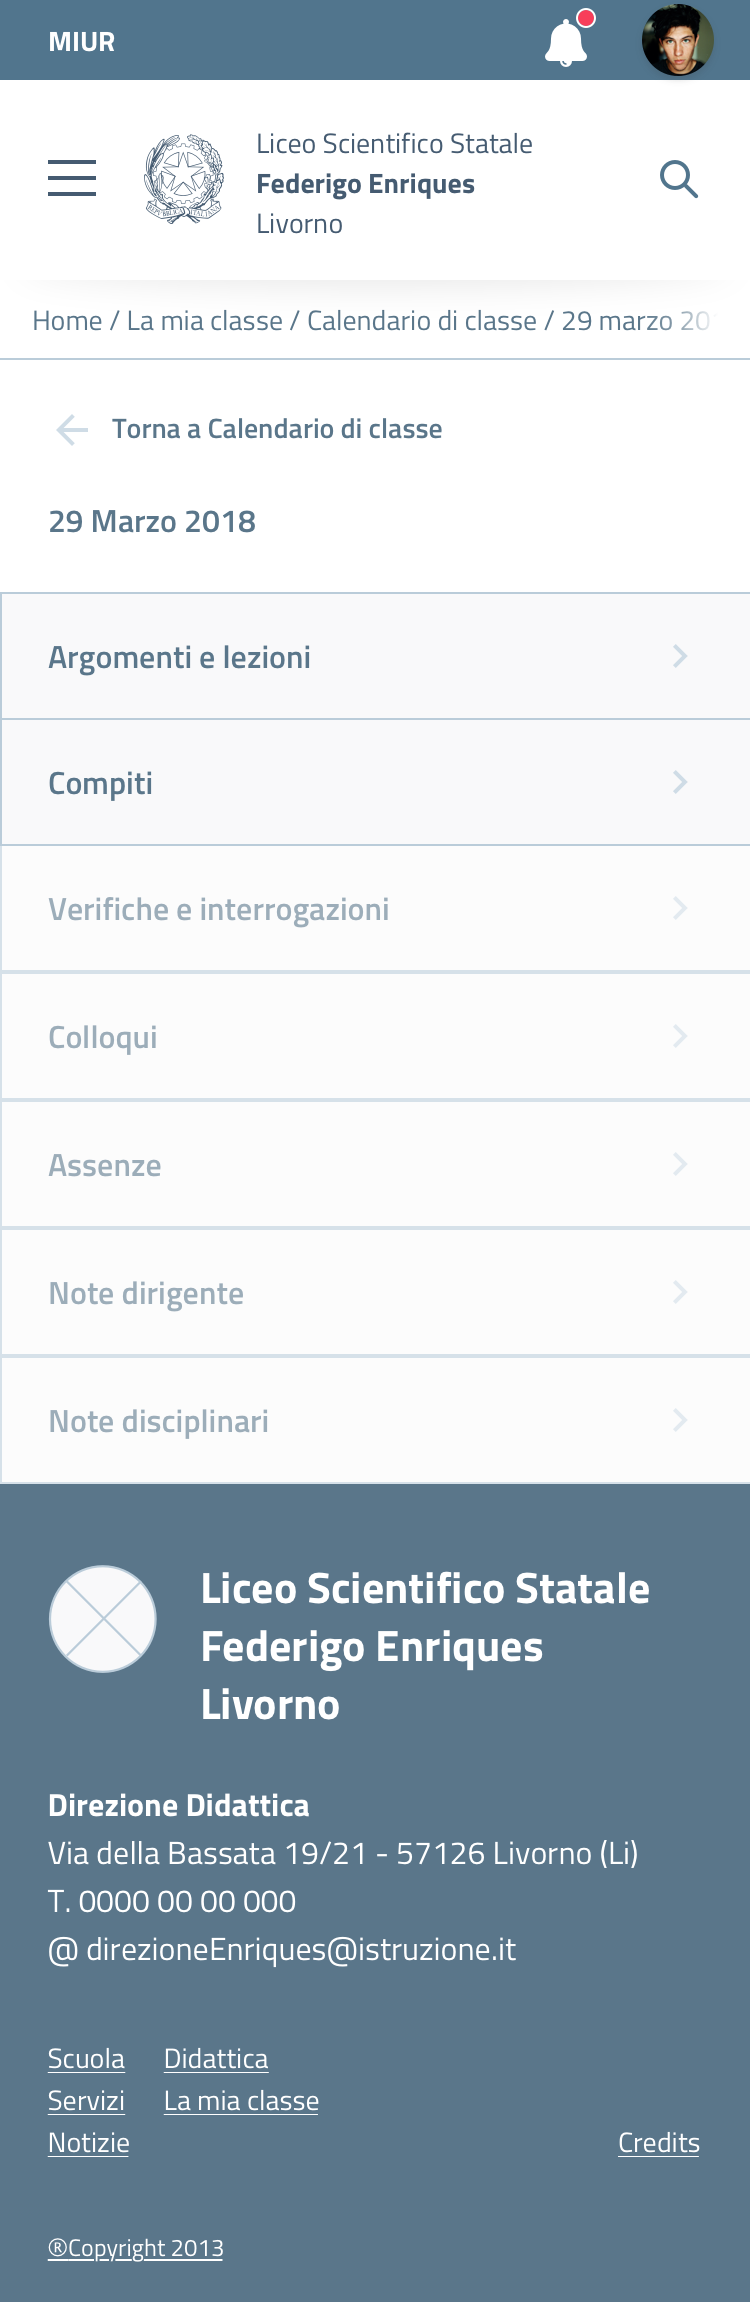 MIUR
Liceo Scientifico Statale
Federigo Enriques
Livorno
REPVBBLICA ITALIANA
Home / La mia classe / Calendario di classe / 29 marzo 20
Torna a Calendario di classe
29 Marzo 2018
Argomenti e lezioni
Compiti
Verifiche e interrogazioni
Colloqui
Assenze
Note dirigente
Note disciplinari
Liceo Scientifico Statale
Federigo Enriques
Livorno
Direzione Didattica
Via della Bassata 19/21 - 57126 Livorno (Li)
T. 0000 00 00 000
@ direzioneEnriques@istruzione.it
Scuola Didattica
Servizi La mia classe
Notizie Credits
®Copyright 2013